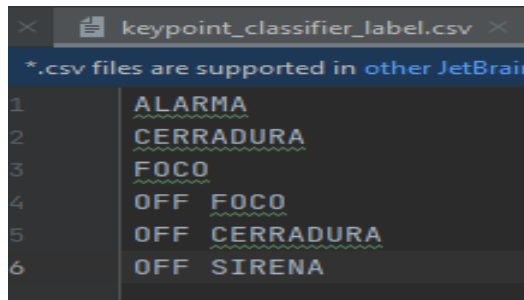 keypoint_classifier_label.csv
*.csv files are supported in other JetBrai
1 ALARMA
2 CERRADURA
3 FOCO
4 OFF FOCO
5 OFF CERRADURA
6 OFF SIRENA